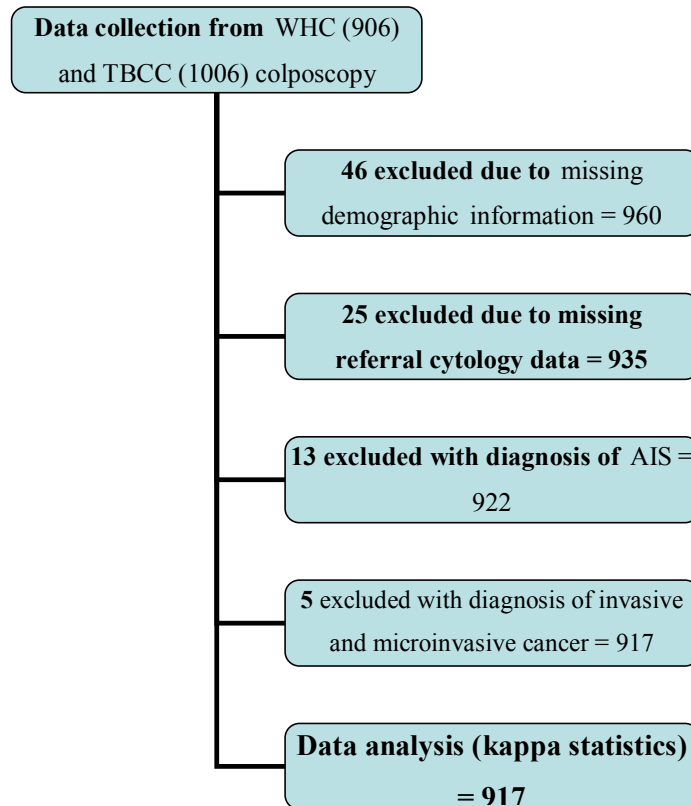 Data collection from WHC (906)
and TBCC (1006) colposcopy
46 excluded due to missing
demographic information = 960
25 excluded due to missing
referral cytology data = 935
13 excluded with diagnosis of AIS =
922
5 excluded with diagnosis of invasive
and microinvasive cancer = 917
Data analysis (kappa statistics)
= 917